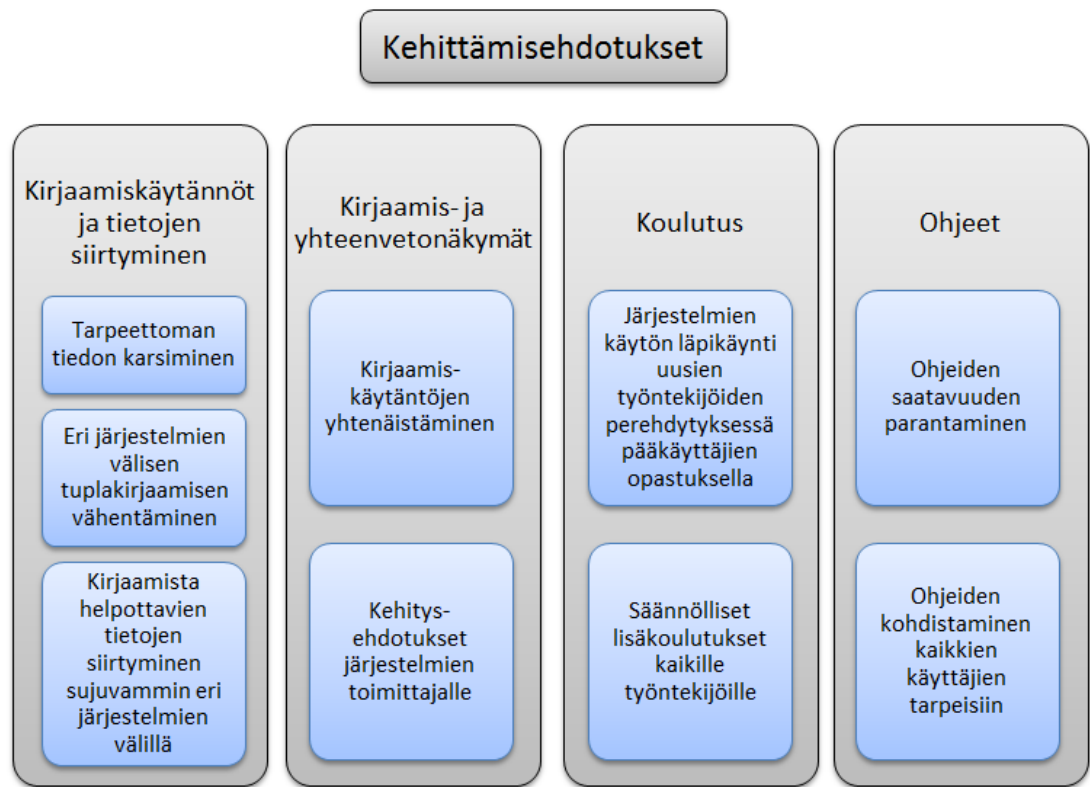 Kehittämisehdotukset
Kirjaamiskäytännöt
ja tietojen
siirtyminen
Tarpeettoman
tiedon karsiminen
Eri järjestelmien
välisen
tuplakirjaamisen
vähentäminen
Kirjaamista
helpottavien
tietojen
siirtyminen
sujuvammin eri
järjestelmien
välillä
Kirjaamis- ja
yhteenvetonäkymät
Kirjaamis-
käytäntöjen
yhtenäistäminen
Kehitys-
ehdotukset
järjestelmien
toimittajalle
Koulutus
Järjestelmien
käytön läpikäynti
uusien
työntekijöiden
perehdytyksessä
pääkäyttäjien
opastuksella
Säännölliset
lisäkoulutukset
kaikille
työntekijöille
Ohjeet
Ohjeiden
saatavuuden
parantaminen
Ohjeiden
kohdistaminen
kaikkien
käyttäjien
tarpeisiin